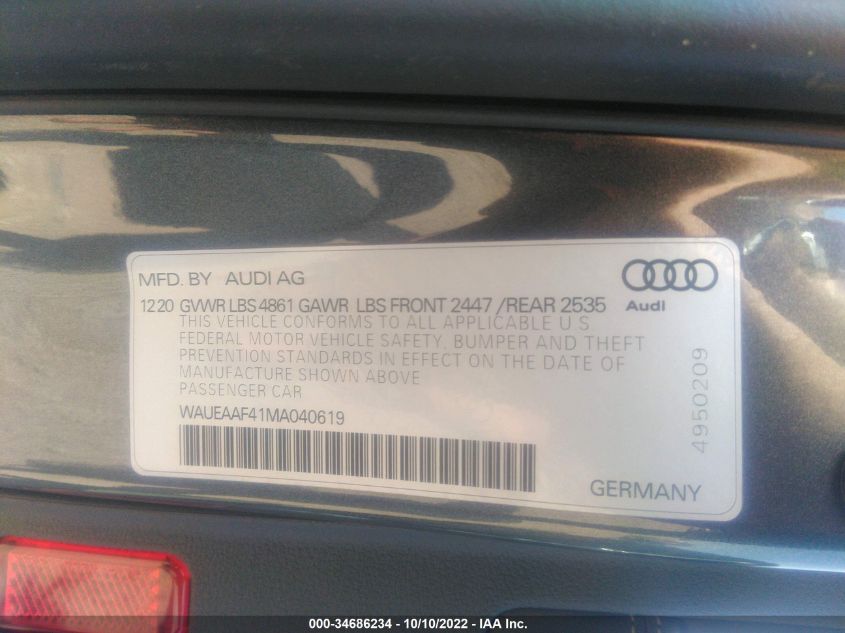 MFD. BY AUDI AG
1220 GVWR LBS 4861 GAWR LBS FRONT 2447 /REAR 2535
Audi
THIS VEHICLE CONFORMS TO ALL APPLICABLE U S
FEDERAL MOTOR VEHICLE SAFETY, BUMPER AND THEFT
PREVENTION STANDARDS IN EFFECT ON THE DATE OF
MANUFACTURE SHOWN ABOVE
PASSENGER CAR
WAUEAAF41MA040619
4950209
GERMANY
000-34686234 - 10/10/2022 - IAA Inc.